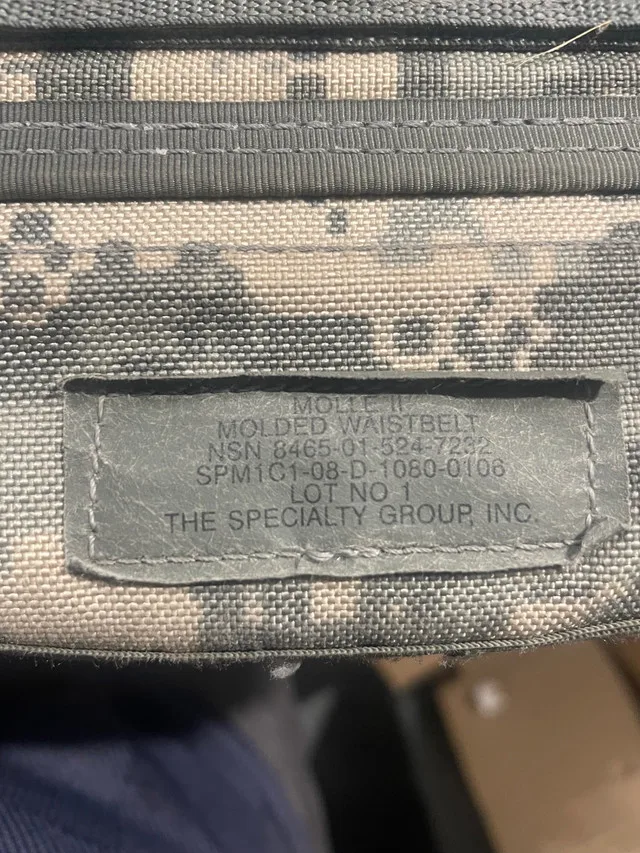 MOLLE II
MOLDED WAISTBELT
NSN 8465-01-524-7232
SPM1C1-08-D-1080-0106
LOT NO 1
THE SPECIALTY GROUP, INC.